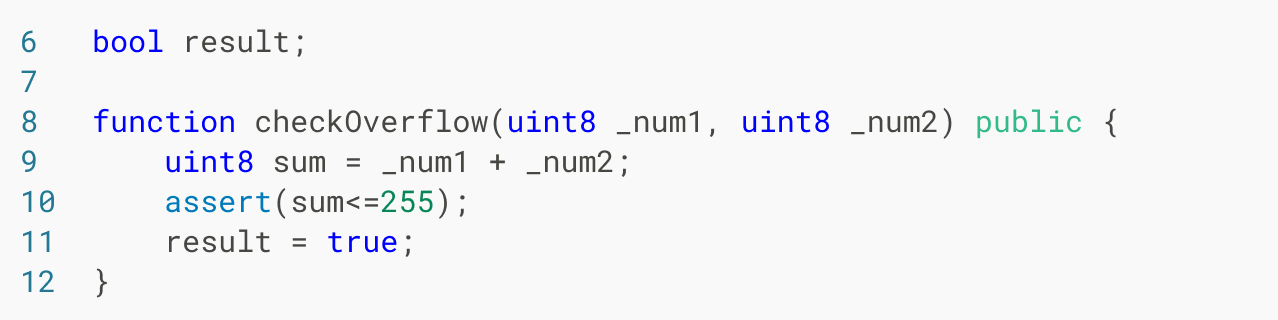 6 bool result;
7
8 function checkOverflow(uint8 _num1, uint8 _num2) public {
9 uint8 sum = _num1 + _num2;
10 assert(sum<=255);
11 result = true;
12 }